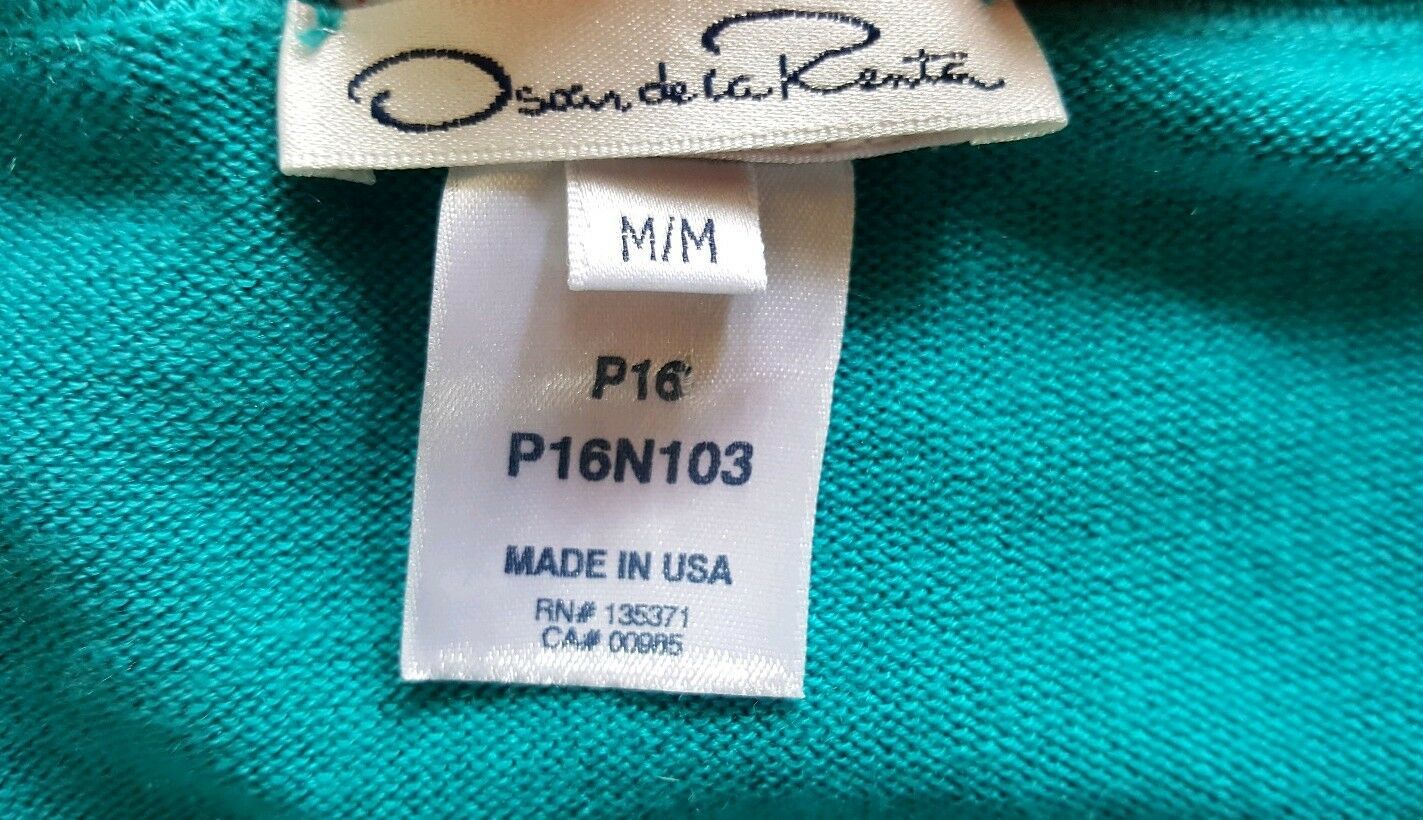 Oscar de la Renta
M/M
P16
P16N103
MADE IN USA
RN# 135371
CA# 00985